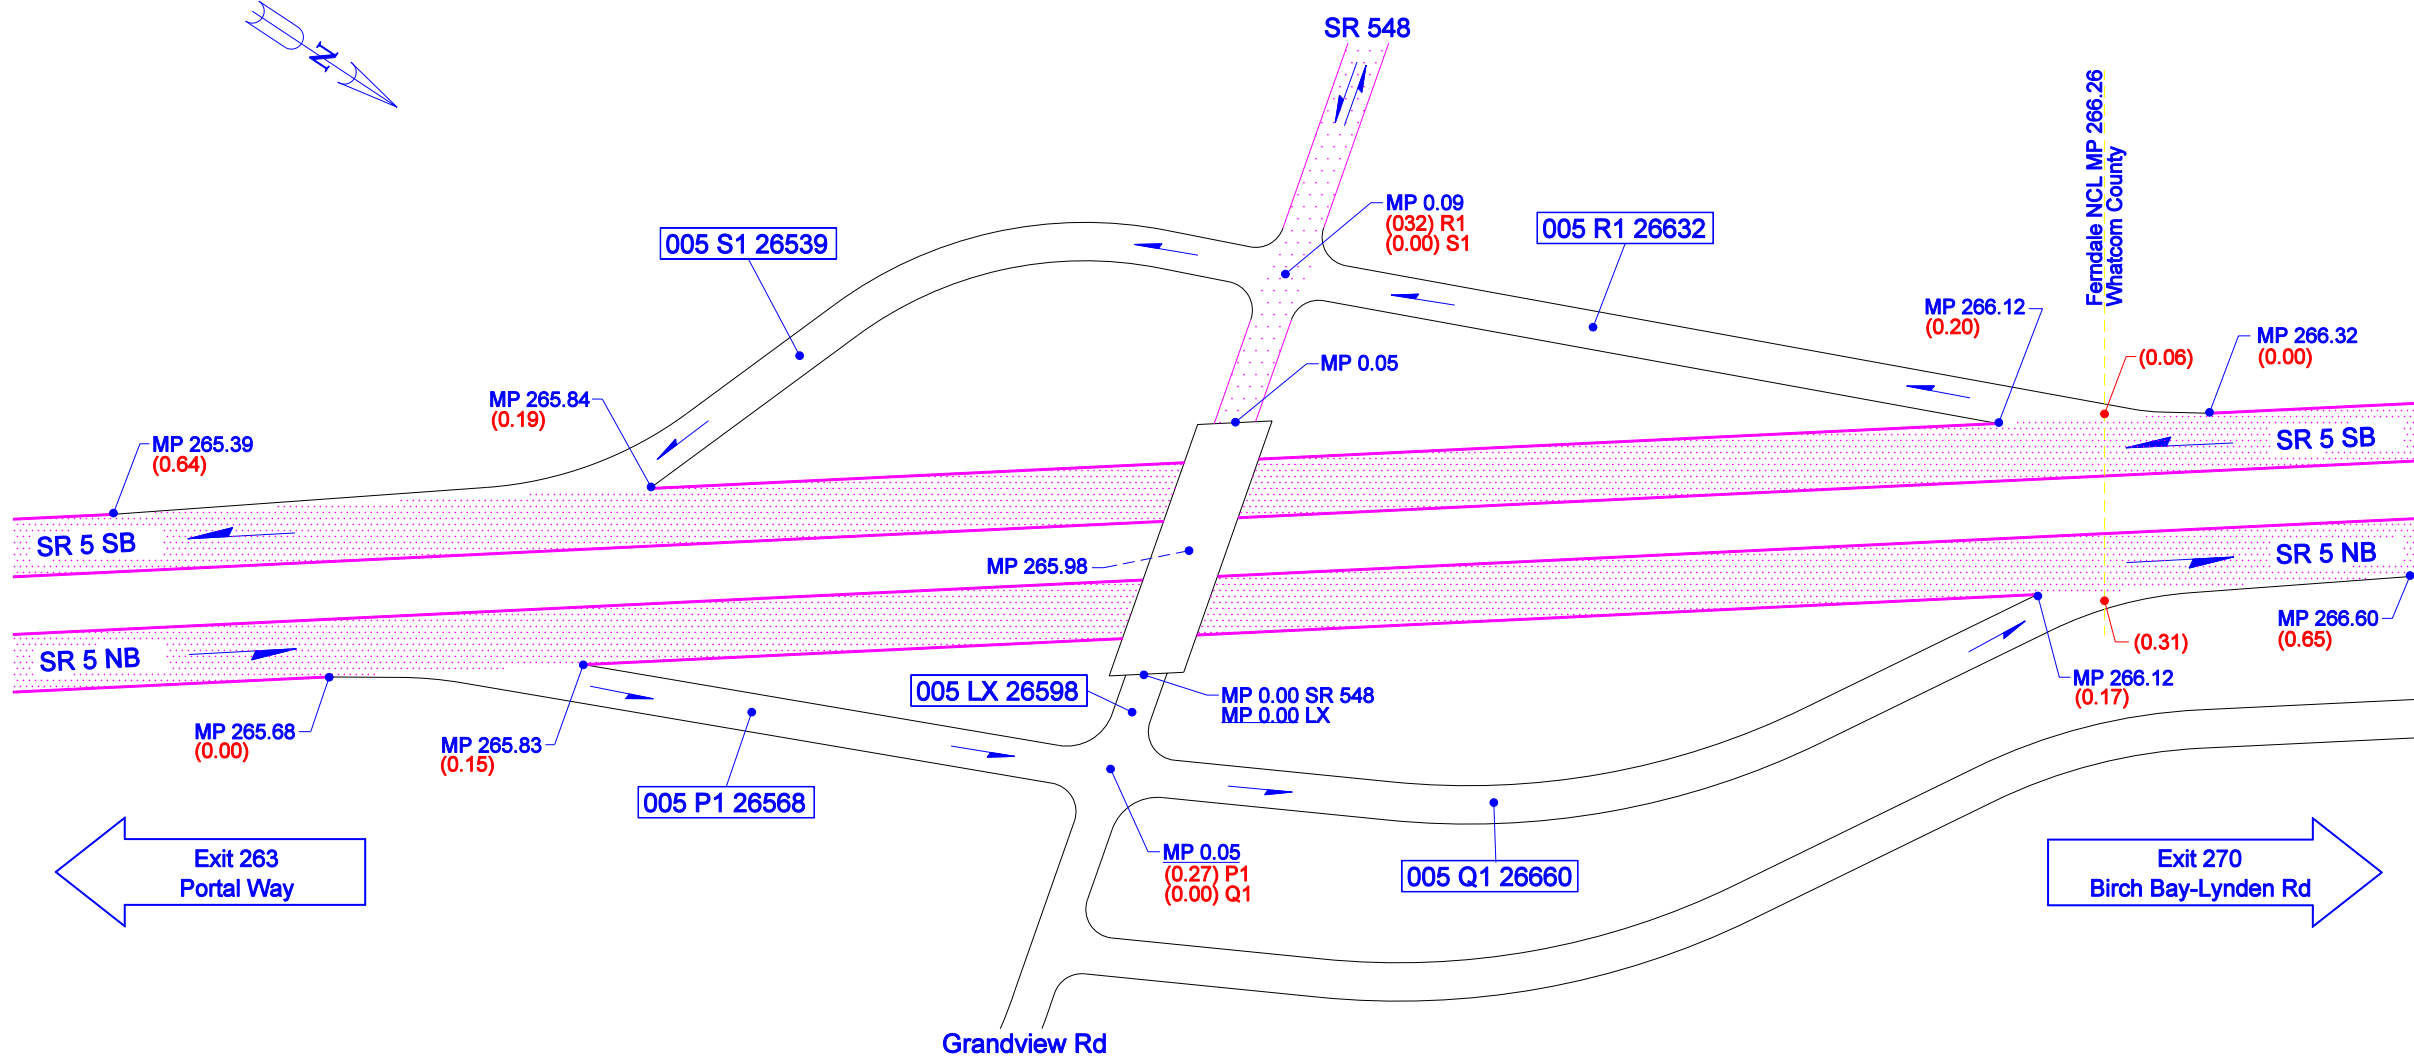 SR 548
N
Ferndale NCL MP 266.26
Whatcom County
MP 0.09
(032) R1
(0.00) S1
005 S1 26539
005 R1 26632
MP 266.12
(0.20)
MP 266.32
(0.00)
(0.06)
MP 0.05
MP 265.84
(0.19)
MP 265.39
(0.64)
SR 5 SB
SR 5 SB
MP 265.98
SR 5 NB
SR 5 NB
MP 266.60
(0.65)
(0.31)
MP 266.12
(0.17)
005 LX 26598
MP 0.00 SR 548
MP 0.00 LX
MP 265.68
(0.00)
MP 265.83
(0.15)
005 P1 26568
MP 0.05
(0.27) P1
(0.00) Q1
005 Q1 26660
Exit 263
Portal Way
Exit 270
Birch Bay-Lynden Rd
Grandview Rd